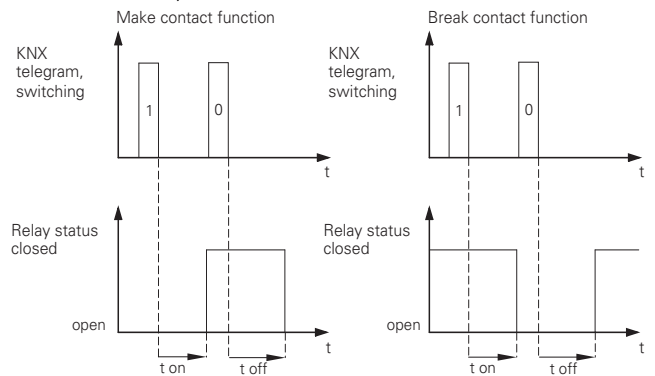 Make contact function
KNX
telegram,
switching
1
0
t
Relay status
closed
open
t
t on
t off
Break contact function
KNX
telegram,
switching
1
0
t
Relay status
closed
open
t
t on
t off